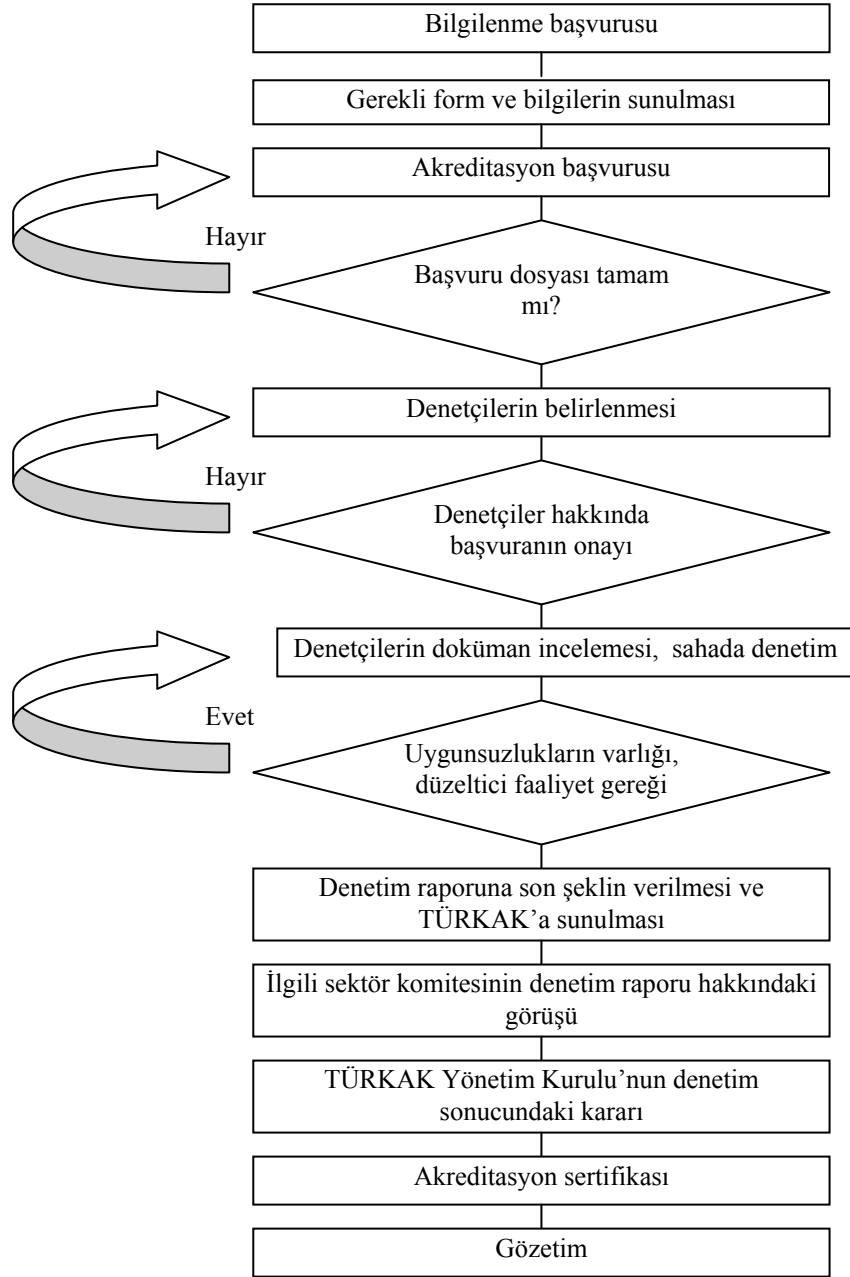 Bilgilenme başvurusu
Gerekli form ve bilgilerin sunulması
Akreditasyon başvurusu
Hayır
Başvuru dosyası tamam
mı?
Denetçilerin belirlenmesi
Hayır
Denetçiler hakkında
başvuranın onayı
Denetçilerin doküman incelemesi, sahada denetim
Evet
Uygunsuzlukların varlığı,
düzeltici faaliyet gereği
Denetim raporuna son şeklin verilmesi ve
TÜRKAK’a sunulması
İlgili sektör komitesinin denetim raporu hakkındaki
görüşü
TÜRKAK Yönetim Kurulu’nun denetim
sonucundaki kararı
Akreditasyon sertifikası
Gözetim